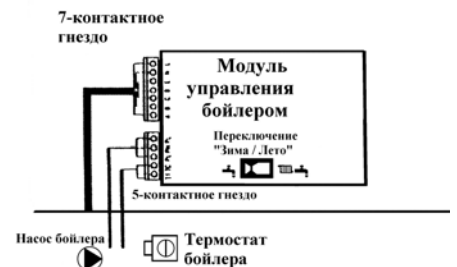 7-контактное
гнездо
Модуль
управления
бойлером
Переключение
"Зима / Лето"
5-контактное гнездо
Насос бойлера
Термостат
бойлера